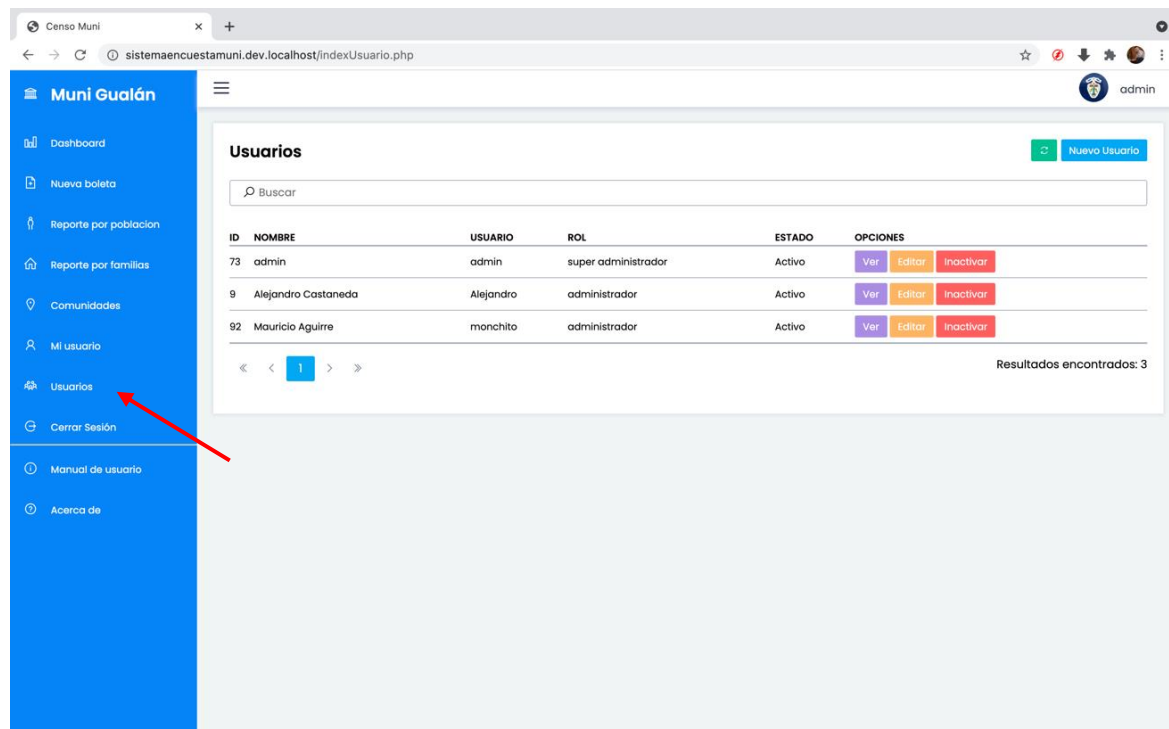 Censo Muni
sistemaencuestamuni.dev.localhost/indexUsuario.php
Muni Gualán
admin
Dashboard
Nueva boleta
Reporte por poblacion
Reporte por familias
Comunidades
Mi usuario
Usuarios
Cerrar Sesión
Manual de usuario
Acerca de
Usuarios
Nuevo Usuario
Buscar
ID NOMBRE USUARIO ROL ESTADO OPCIONES
73 admin admin super administrador Activo Ver Editar Inactivar
9 Alejandro Castaneda Alejandro administrador Activo Ver Editar Inactivar
92 Mauricio Aguirre monchito administrador Activo Ver Editar Inactivar
« < 1 > »
Resultados encontrados: 3